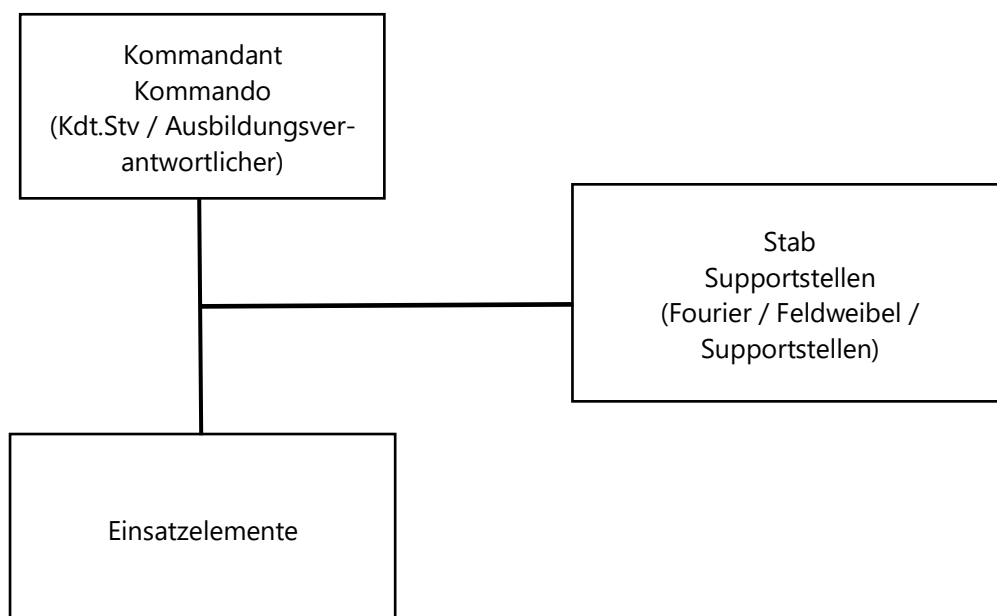 Kommandant
Kommando
(Kdt.Stv / Ausbildungsver-
antwortlicher)
Stab
Supportstellen
(Fourier / Feldweibel /
Supportstellen)
Einsatzelemente